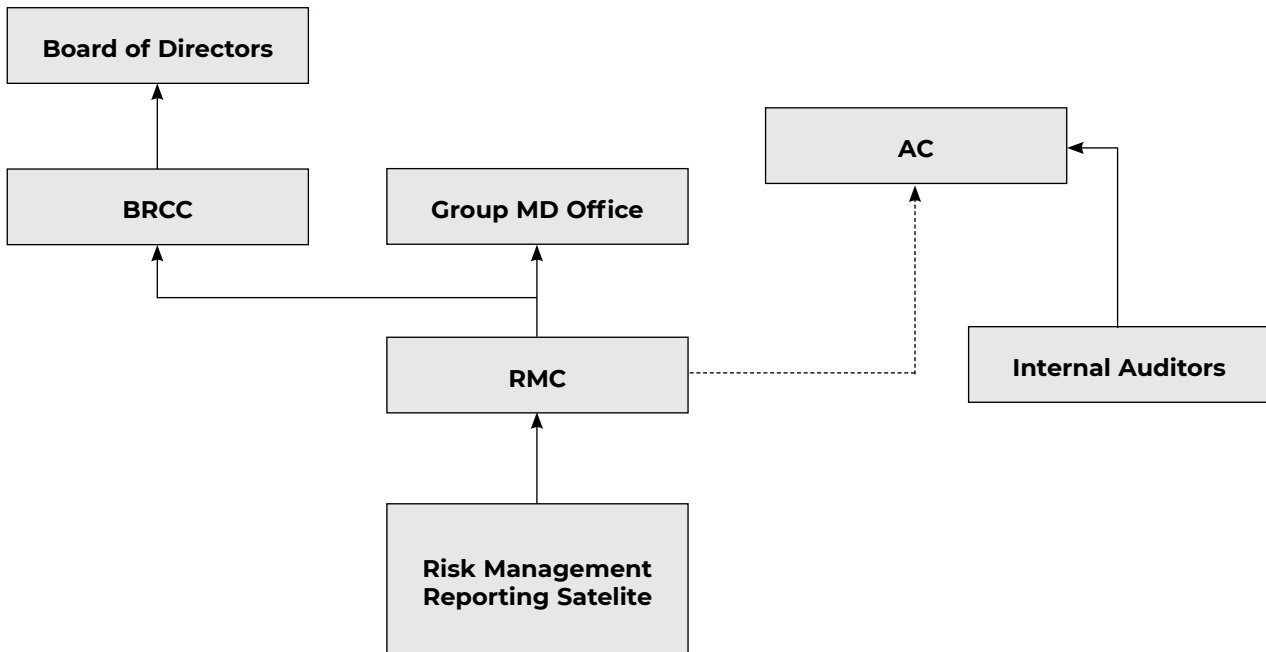 Board of Directors
AC
BRCC
Group MD Office
RMC
Internal Auditors
Risk Management
Reporting Satelite